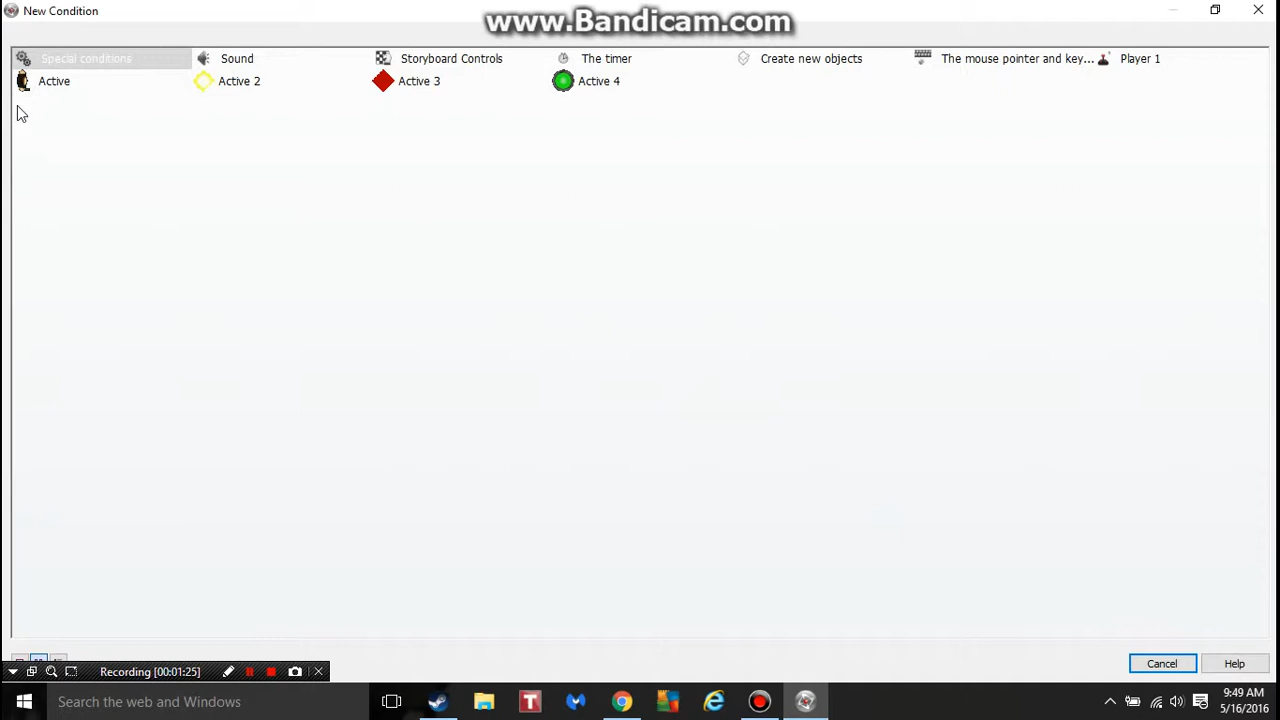 New Condition
www.Bandicam.com
Special conditions
Sound
Storyboard Controls
The timer
Create new objects
The mouse pointer and key...
Player 1
Active
Active 2
Active 3
Active 4
Recording [00:01:25]
Cancel
Help
Search the web and Windows
T
9:49 AM
5/16/2016